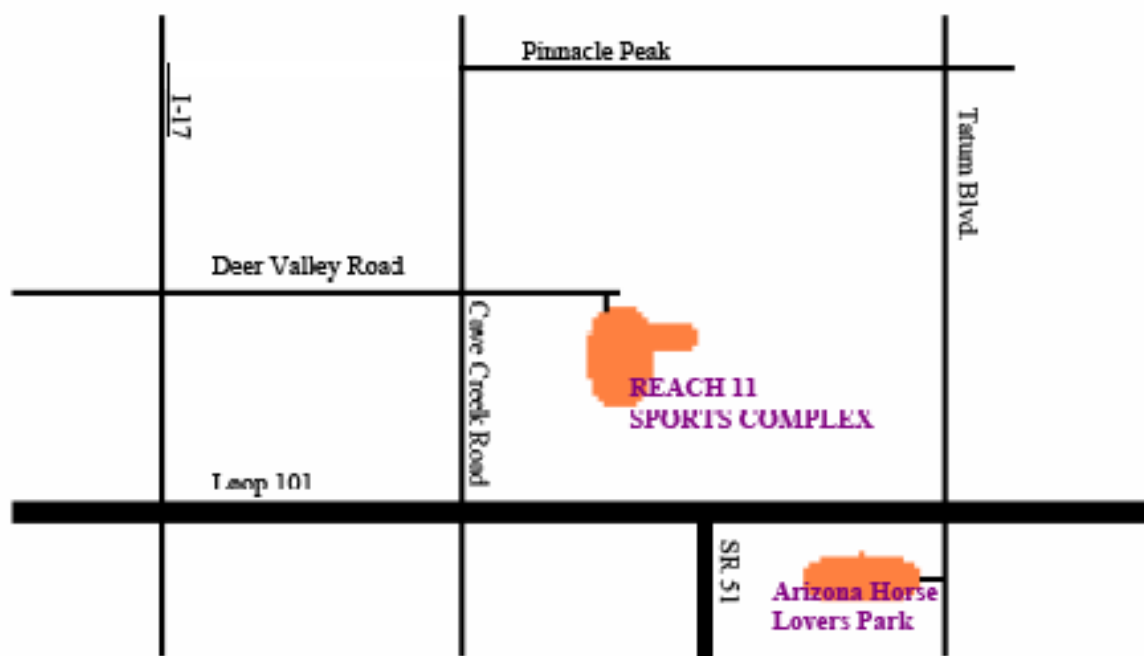 Pinnacle Peak
I-17
Tatum Blvd.
Deer Valley Road
Cave Creek Road
REACH 11
SPORTS COMPLEX
Loop 101
SR 51
Arizona Horse
Lovers Park